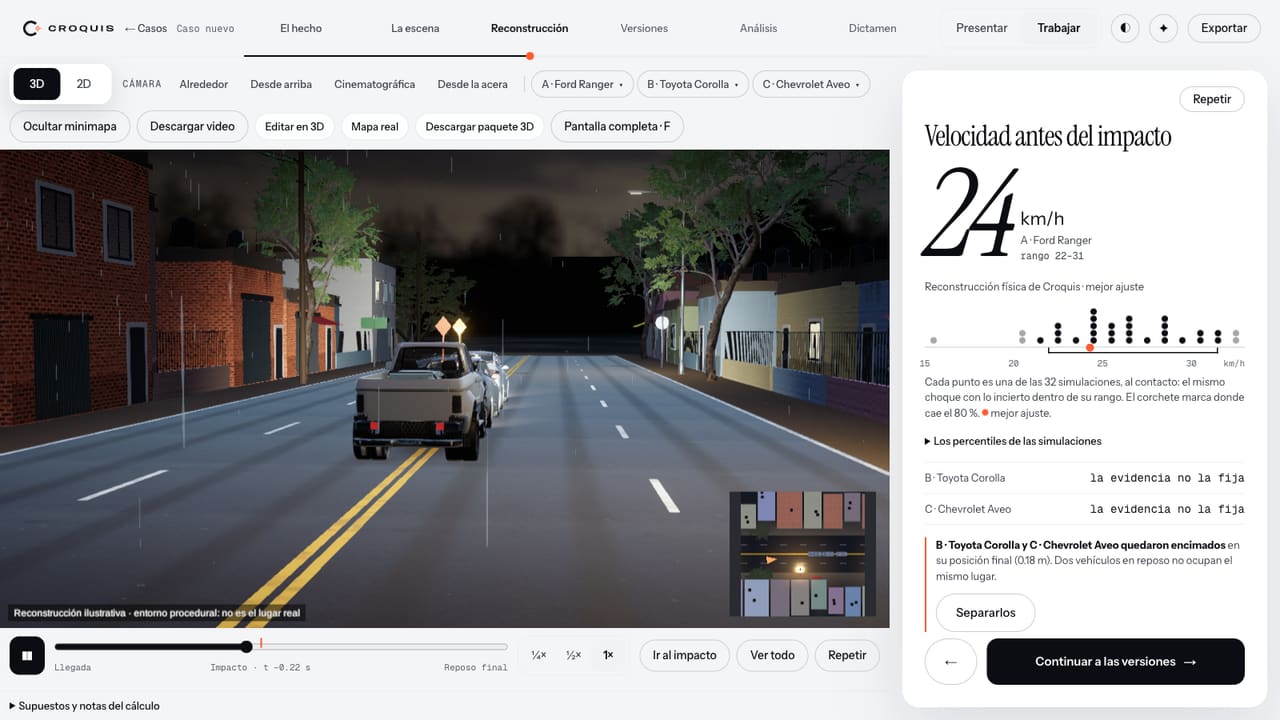 CROQUIS
← Casos
Caso nuevo
El hecho
La escena
Reconstrucción
Versiones
Análisis
Dictamen
Presentar
Trabajar
Exportar
3D
2D
CÁMARA
Alrededor
Desde arriba
Cinematográfica
Desde la acera
A · Ford Ranger
B · Toyota Corolla
C · Chevrolet Aveo
Ocultar minimapa
Descargar video
Editar en 3D
Mapa real
Descargar paquete 3D
Pantalla completa · F
Reconstrucción ilustrativa - entorno procedural: no es el lugar real
Llegada
Impacto · t −0.22 s
Reposo final
¼×
½×
1×
Ir al impacto
Ver todo
Repetir
Supuestos y notas del cálculo
Repetir
Velocidad antes del impacto
24 km/h
A · Ford Ranger
rango 22–31
Reconstrucción física de Croquis · mejor ajuste
15
20
25
30
km/h
Cada punto es una de las 32 simulaciones, al contacto: el mismo
choque con lo incierto dentro de su rango. El corchete marca donde
cae el 80 %. mejor ajuste.
Los percentiles de las simulaciones
B · Toyota Corolla la evidencia no la fija
C · Chevrolet Aveo la evidencia no la fija
B · Toyota Corolla y C · Chevrolet Aveo quedaron encimados en
su posición final (0.18 m). Dos vehículos en reposo no ocupan el
mismo lugar.
Separarlos
←
Continuar a las versiones →